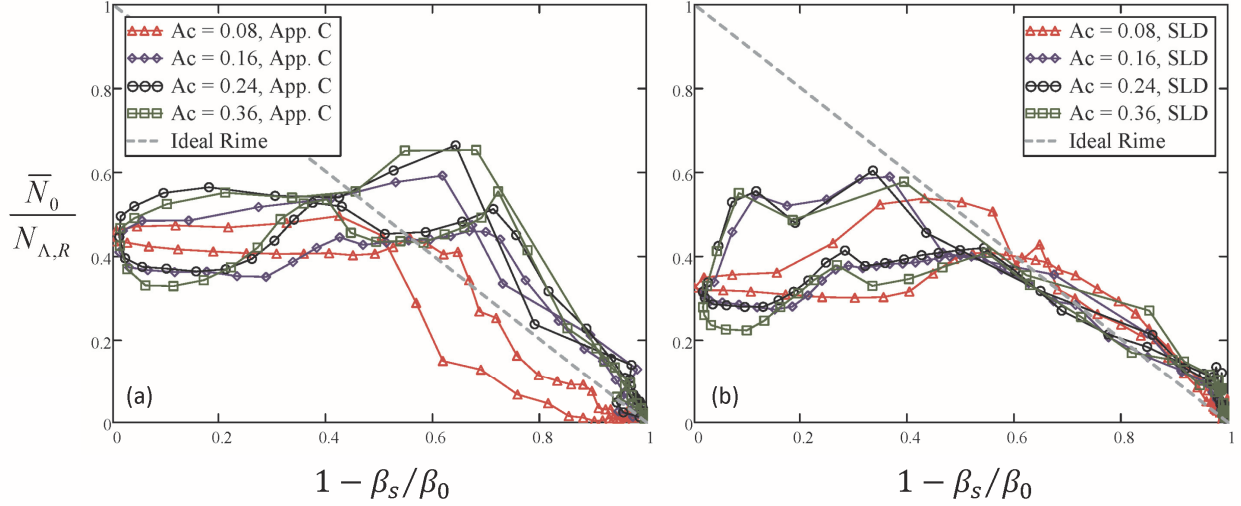 1
0.8
0.6
0.4
0.2
0
Ac = 0.08, App. C
Ac = 0.16, App. C
Ac = 0.24, App. C
Ac = 0.36, App. C
Ideal Rime
N̅₀
N_Λ,R
(a)
0
0.2
0.4
0.6
0.8
1
1 − βₛ/β₀
1
0.8
0.6
0.4
0.2
0
Ac = 0.08, SLD
Ac = 0.16, SLD
Ac = 0.24, SLD
Ac = 0.36, SLD
Ideal Rime
(b)
0
0.2
0.4
0.6
0.8
1
1 − βₛ/β₀